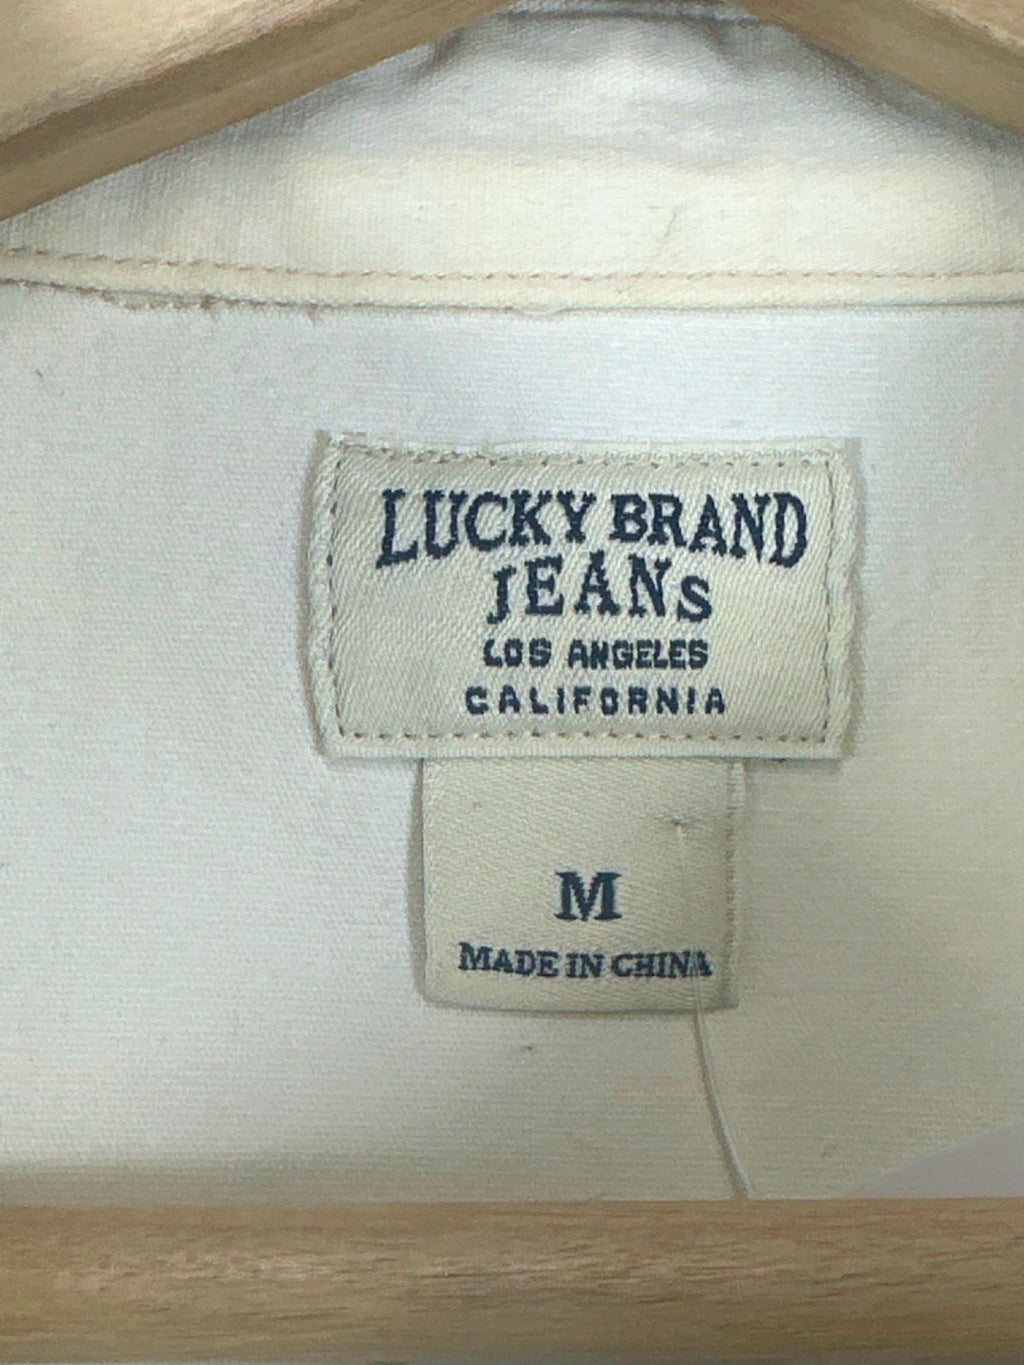 LUCKY BRAND
JEANS
LOS ANGELES
CALIFORNIA
M
MADE IN CHINA